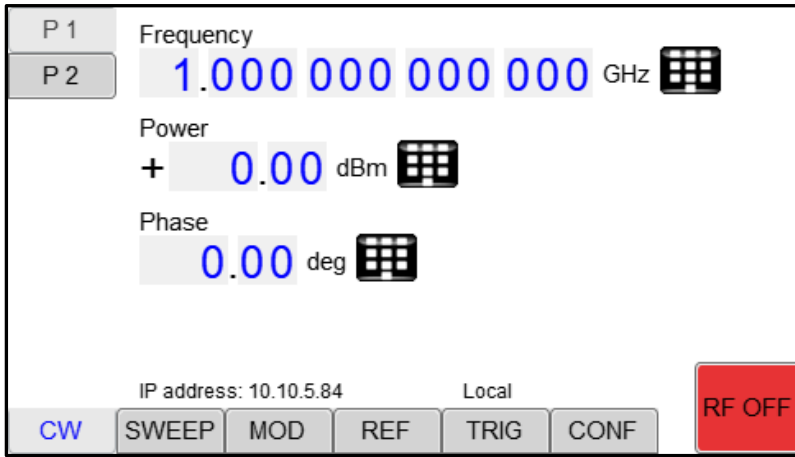 P 1
P 2
Frequency
1.000 000 000 000 GHz
Power
+ 0.00 dBm
Phase
0.00 deg
IP address: 10.10.5.84 Local
RF OFF
CW SWEEP MOD REF TRIG CONF